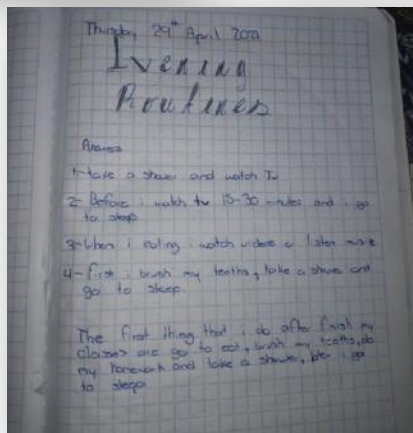 Thursday 29th April 2021
Evening
Routines
Answer
1- take a shower and watch TV
2- Before i watch tv 15-30 minutes and i go
to sleep
3- When i eating i watch videos or listen music
4- first i brush my teeths, take a shower and
go to sleep.
The first thing that i do after finish my
classes are go to eat, brush my teeths, do
my homework and take a shower, i go
to sleep